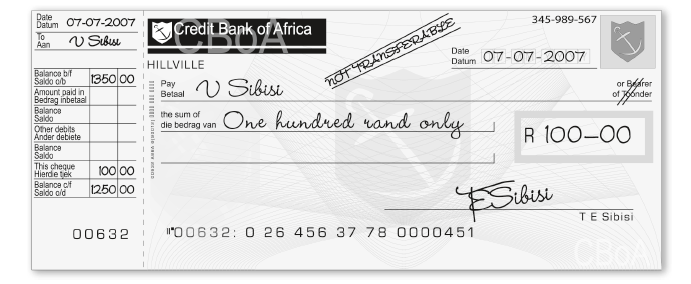 Date
Datum 07-07-2007
To
Aan V Sibisi
Balance b/f
Saldo o/b 1350 00
Amount paid in
Bedrag inbetaal
Balance
Saldo
Other debits
Ander debiete
Balance
Saldo
This cheque
Hierdie tjek 100 00
Balance c/f
Saldo o/d 1250 00
00632
CBoA
Credit Bank of Africa
HILLVILLE
NOT TRANSFERABLE
345-989-567
Date
Datum 07-07-2007
Pay
Betaal V Sibisi
or Bearer
of Toonder
the sum of
die bedrag van One hundred rand only
R 100–00
TESibisi
T E Sibisi
⑈00632: 0 26 456 37 78 0000451
CBoA